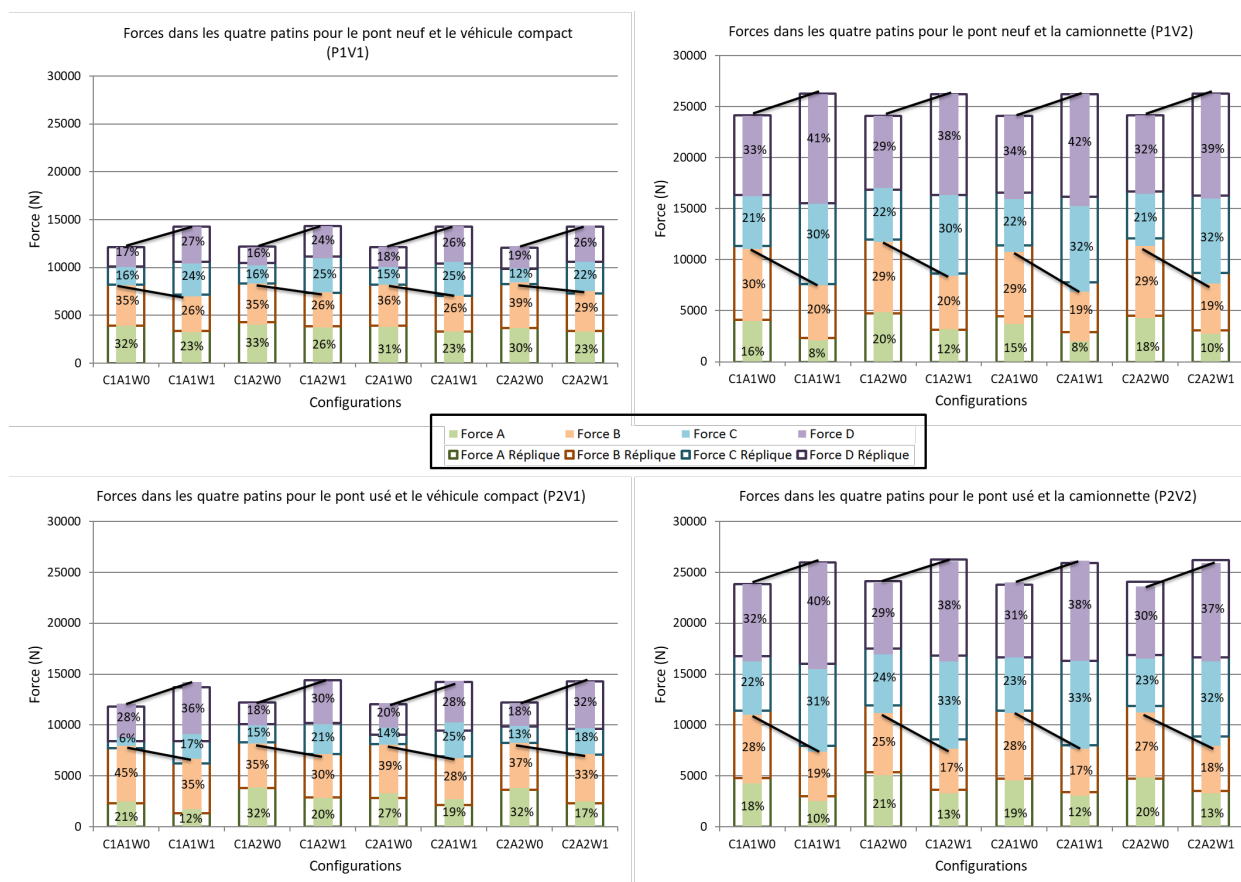 Forces dans les quatre patins pour le pont neuf et le véhicule compact
(P1V1)
30000
25000
20000
15000
10000
5000
0
Force (N)
17% 27% 16% 24% 18% 26% 19% 26%
16% 24% 16% 25% 15% 25% 12% 22%
35% 26% 35% 26% 36% 26% 39% 29%
32% 23% 33% 26% 31% 23% 30% 23%
C1A1W0 C1A1W1 C1A2W0 C1A2W1 C2A1W0 C2A1W1 C2A2W0 C2A2W1
Configurations
Forces dans les quatre patins pour le pont neuf et la camionnette (P1V2)
30000
25000
20000
15000
10000
5000
0
Force (N)
33% 41% 29% 38% 34% 42% 32% 39%
21% 30% 22% 30% 22% 32% 21% 32%
30% 20% 29% 20% 29% 19% 29% 19%
16% 8% 20% 12% 15% 8% 18% 10%
C1A1W0 C1A1W1 C1A2W0 C1A2W1 C2A1W0 C2A1W1 C2A2W0 C2A2W1
Configurations
Force A Force B Force C Force D
Force A Réplique Force B Réplique Force C Réplique Force D Réplique
Forces dans les quatre patins pour le pont usé et le véhicule compact (P2V1)
30000
25000
20000
15000
10000
5000
0
Force (N)
28% 36% 18% 30% 20% 28% 18% 32%
6% 17% 15% 21% 14% 25% 13% 18%
45% 35% 35% 30% 39% 28% 37% 33%
21% 12% 32% 20% 27% 19% 32% 17%
C1A1W0 C1A1W1 C1A2W0 C1A2W1 C2A1W0 C2A1W1 C2A2W0 C2A2W1
Configurations
Forces dans les quatre patins pour le pont usé et la camionnette (P2V2)
30000
25000
20000
15000
10000
5000
0
Force (N)
32% 40% 29% 38% 31% 38% 30% 37%
22% 31% 24% 33% 23% 33% 23% 32%
28% 19% 25% 17% 28% 17% 27% 18%
18% 10% 21% 13% 19% 12% 20% 13%
C1A1W0 C1A1W1 C1A2W0 C1A2W1 C2A1W0 C2A1W1 C2A2W0 C2A2W1
Configurations